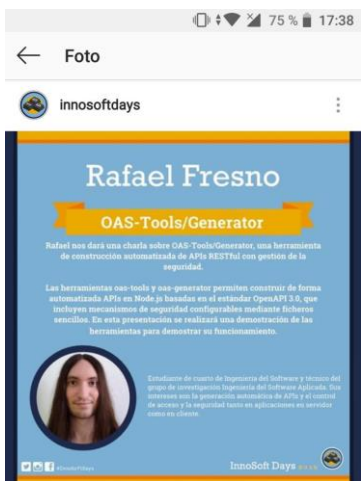 75 % 17:38
Foto
innosoftdays
Rafael Fresno
OAS-Tools/Generator
Rafael nos dará una charla sobre OAS-Tools/Generator, una herramienta
de construcción automatizada de APIs RESTful con gestión de la
seguridad.
Las herramientas oas-tools y oas-generator permiten construir de forma
automatizada APIs en Node.js basadas en el estándar OpenAPI 3.0, que
incluyen mecanismos de seguridad configurables mediante ficheros
sencillos. En esta presentación se realizará una demostración de las
herramientas para demostrar su funcionamiento.
Estudiante de cuarto de Ingeniería del Software y técnico del
grupo de investigación Ingeniería del Software Aplicada. Sus
intereses son la generación automática de APIs y el control
de acceso y la seguridad tanto en aplicaciones en servidor
como en cliente.
#InnosoftDays
InnoSoft Days